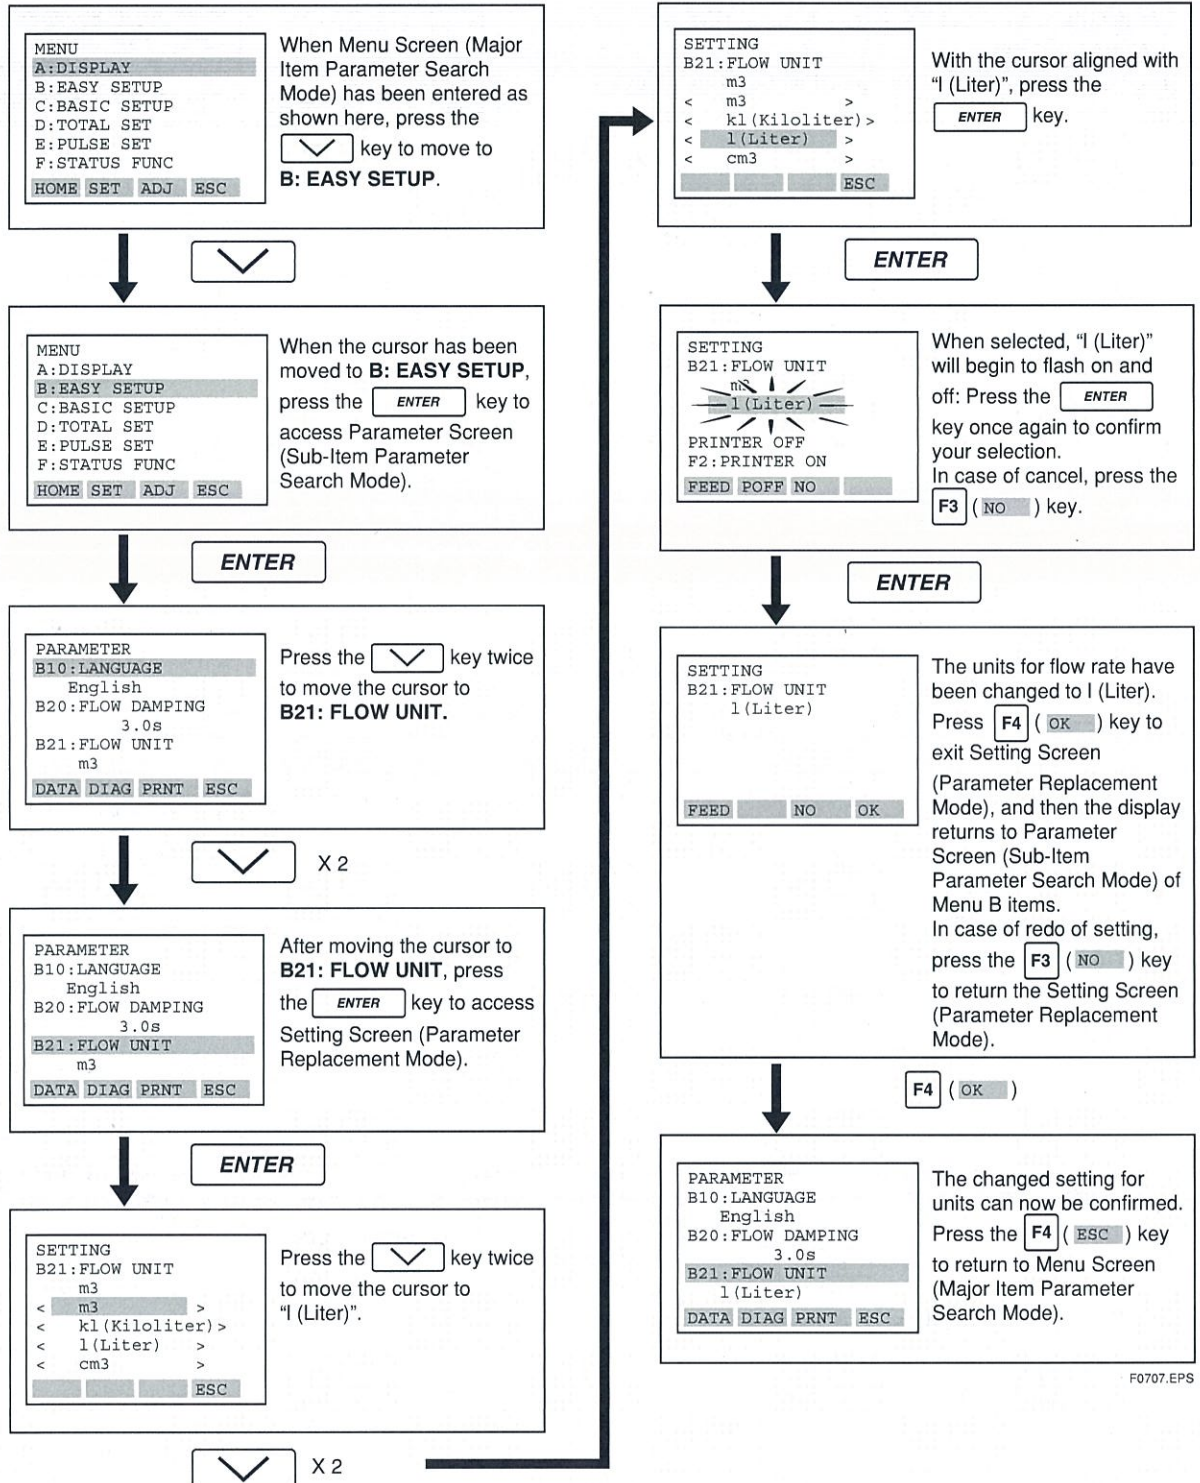 MENU
A:DISPLAY
B:EASY SETUP
C:BASIC SETUP
D:TOTAL SET
E:PULSE SET
F:STATUS FUNC
HOME SET ADJ ESC
When Menu Screen (Major
Item Parameter Search
Mode) has been entered as
shown here, press the
key to move to
B: EASY SETUP.
MENU
A:DISPLAY
B:EASY SETUP
C:BASIC SETUP
D:TOTAL SET
E:PULSE SET
F:STATUS FUNC
HOME SET ADJ ESC
When the cursor has been
moved to B: EASY SETUP,
press the ENTER key to
access Parameter Screen
(Sub-Item Parameter
Search Mode).
ENTER
PARAMETER
B10:LANGUAGE
English
B20:FLOW DAMPING
3.0s
B21:FLOW UNIT
m3
DATA DIAG PRNT ESC
Press the key twice
to move the cursor to
B21: FLOW UNIT.
X 2
PARAMETER
B10:LANGUAGE
English
B20:FLOW DAMPING
3.0s
B21:FLOW UNIT
m3
DATA DIAG PRNT ESC
After moving the cursor to
B21: FLOW UNIT, press
the ENTER key to access
Setting Screen (Parameter
Replacement Mode).
ENTER
SETTING
B21:FLOW UNIT
m3
< m3 >
< kl(Kiloliter)>
< l(Liter) >
< cm3 >
ESC
Press the key twice
to move the cursor to
"l (Liter)".
X 2
SETTING
B21:FLOW UNIT
m3
< m3 >
< kl(Kiloliter)>
< l(Liter) >
< cm3 >
ESC
With the cursor aligned with
"l (Liter)", press the
ENTER key.
ENTER
SETTING
B21:FLOW UNIT
m3
l(Liter)
PRINTER OFF
F2:PRINTER ON
FEED POFF NO
When selected, "l (Liter)"
will begin to flash on and
off: Press the ENTER
key once again to confirm
your selection.
In case of cancel, press the
F3 ( NO ) key.
ENTER
SETTING
B21:FLOW UNIT
l(Liter)
FEED NO OK
The units for flow rate have
been changed to l (Liter).
Press F4 ( OK ) key to
exit Setting Screen
(Parameter Replacement
Mode), and then the display
returns to Parameter
Screen (Sub-Item
Parameter Search Mode) of
Menu B items.
In case of redo of setting,
press the F3 ( NO ) key
to return the Setting Screen
(Parameter Replacement
Mode).
F4 ( OK )
PARAMETER
B10:LANGUAGE
English
B20:FLOW DAMPING
3.0s
B21:FLOW UNIT
l(Liter)
DATA DIAG PRNT ESC
The changed setting for
units can now be confirmed.
Press the F4 ( ESC ) key
to return to Menu Screen
(Major Item Parameter
Search Mode).
F0707.EPS